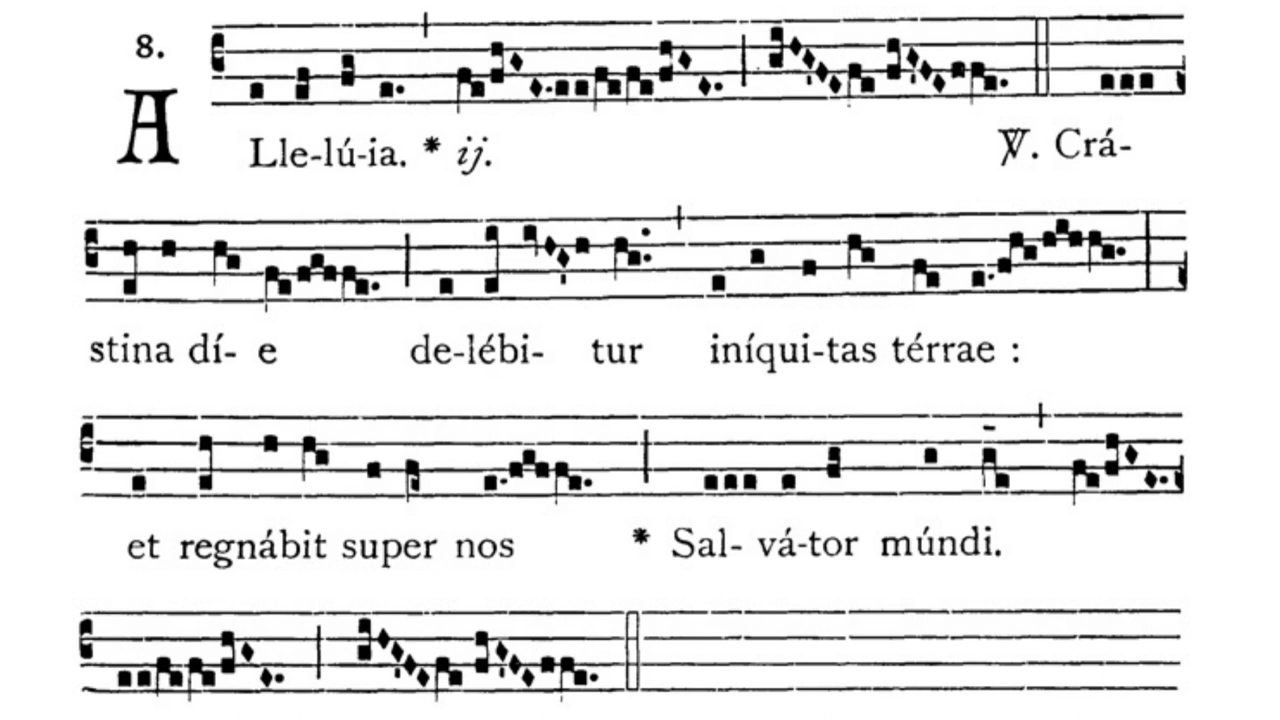 8.
A
Lle-lú-ia. * ij. ℣. Crá-
stina dí- e de-lébi- tur iníqui-tas térrae :
et regnábit super nos * Sal- vá-tor múndi.